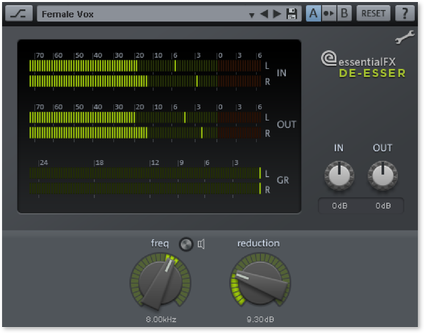 Female Vox
A
B
RESET
?
essentialFX
DE-ESSER
70 60 50 40 30 20 10 3 0 3 6
L
IN
R
70 60 50 40 30 20 10 3 0 3 6
L
OUT
R
24 18 12 9 6 3
L
GR
R
IN OUT
0dB 0dB
freq reduction
8.00kHz 9.30dB